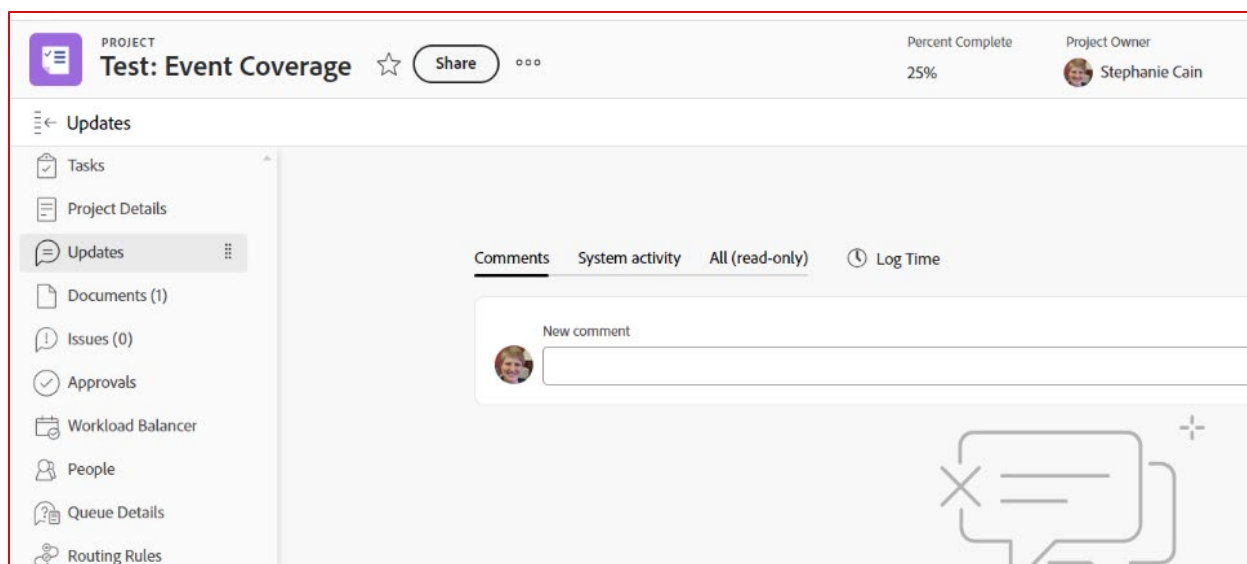 PROJECT
Test: Event Coverage
Share
Percent Complete
25%
Project Owner
Stephanie Cain
Updates
Tasks
Project Details
Updates
Documents (1)
Issues (0)
Approvals
Workload Balancer
People
Queue Details
Routing Rules
Comments System activity All (read-only) Log Time
New comment